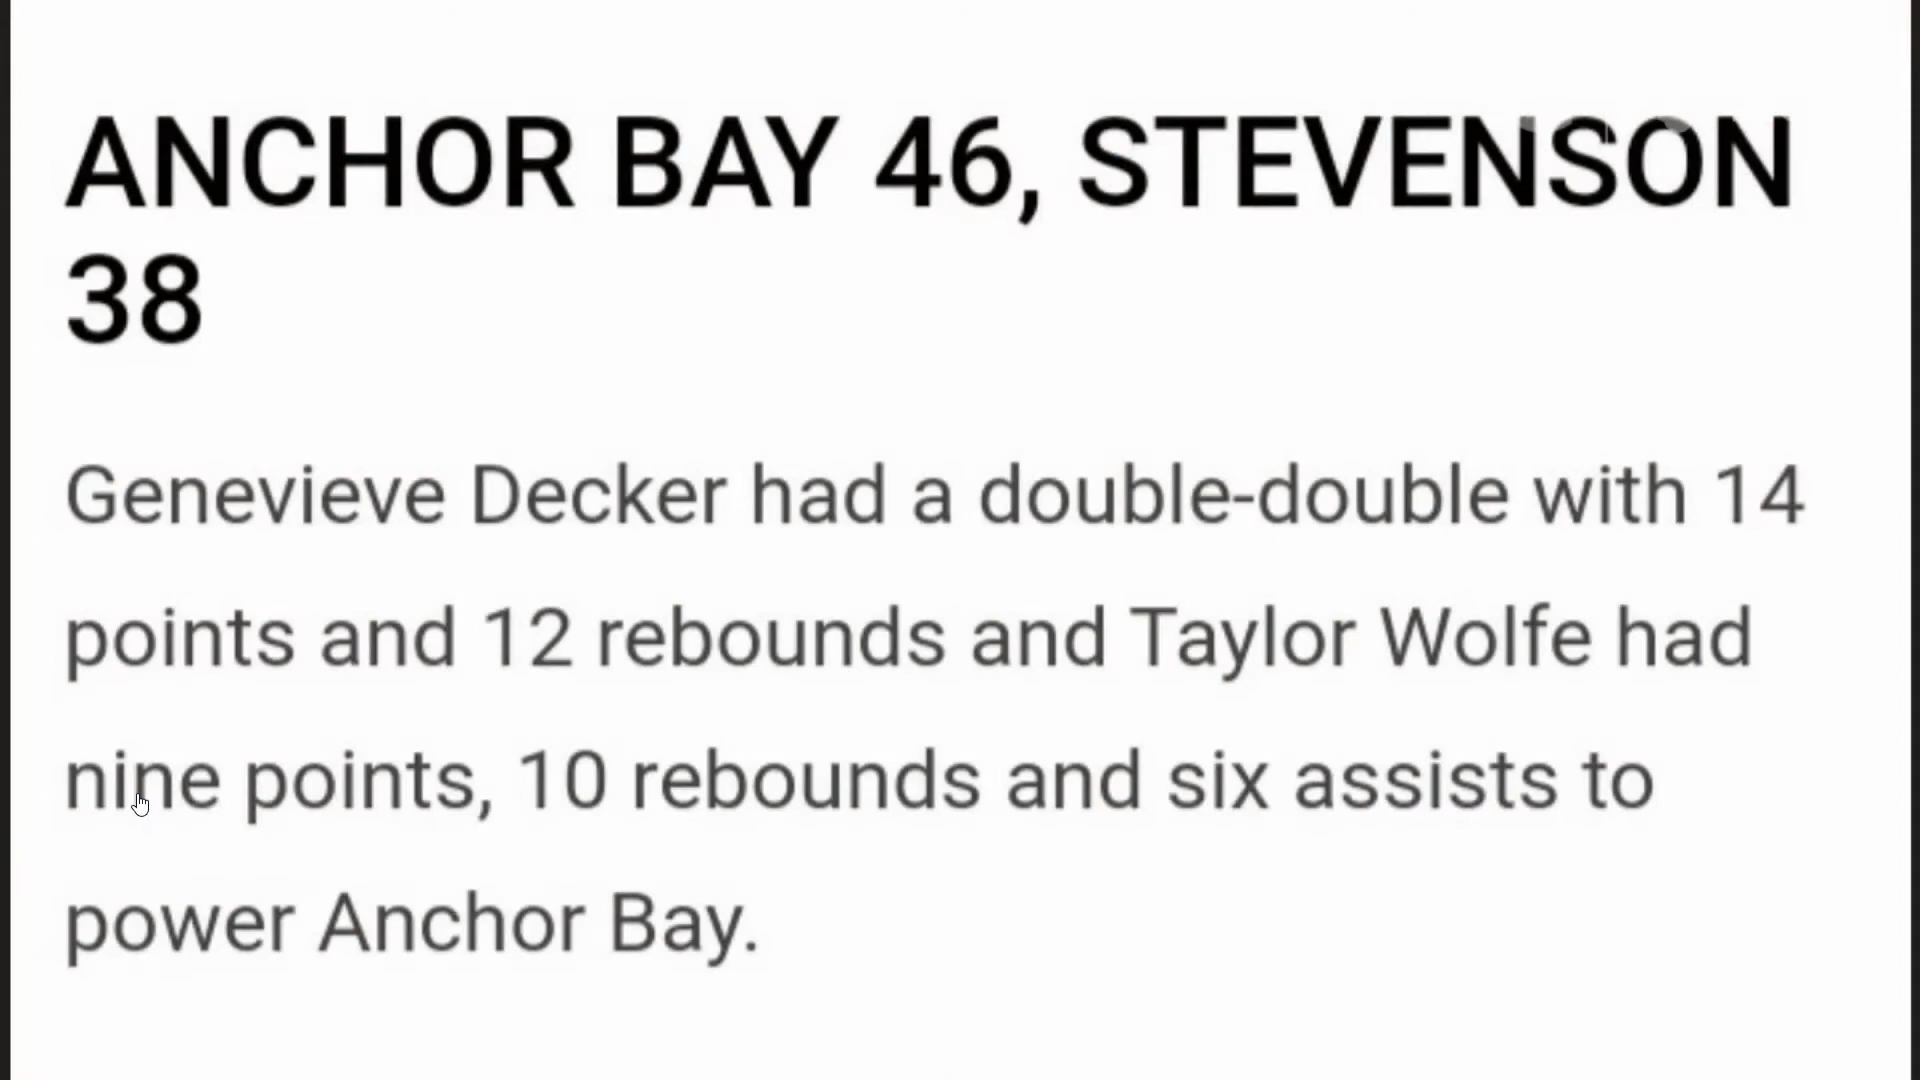 ANCHOR BAY 46, STEVENSON
38
Genevieve Decker had a double-double with 14
points and 12 rebounds and Taylor Wolfe had
nine points, 10 rebounds and six assists to
power Anchor Bay.